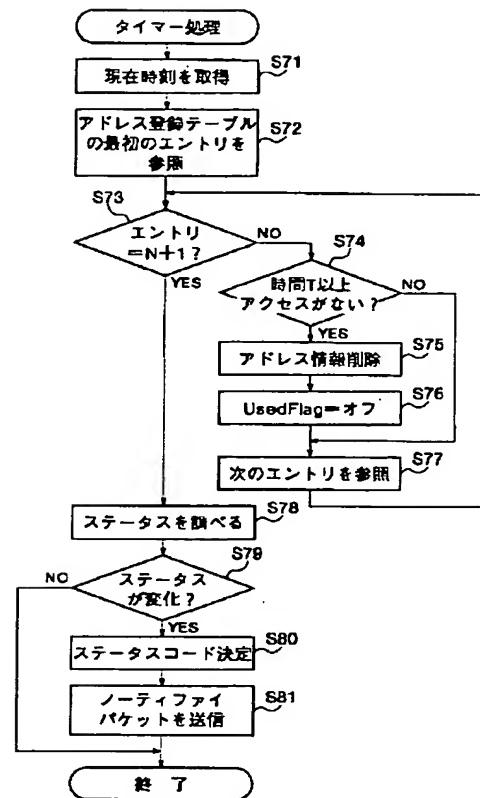 タイマー処理
S71
現在時刻を取得
S72
アドレス登録テーブル
の最初のエントリを
参照
S73
エントリ
=N+1?
NO
YES
S74
時間T以上
アクセスがない?
NO
YES
S75
アドレス情報削除
S76
UsedFlag=オフ
S77
次のエントリを参照
S78
ステータスを調べる
S79
ステータス
が変化?
NO
YES
S80
ステータスコード決定
S81
ノーティファイ
パケットを送信
終了